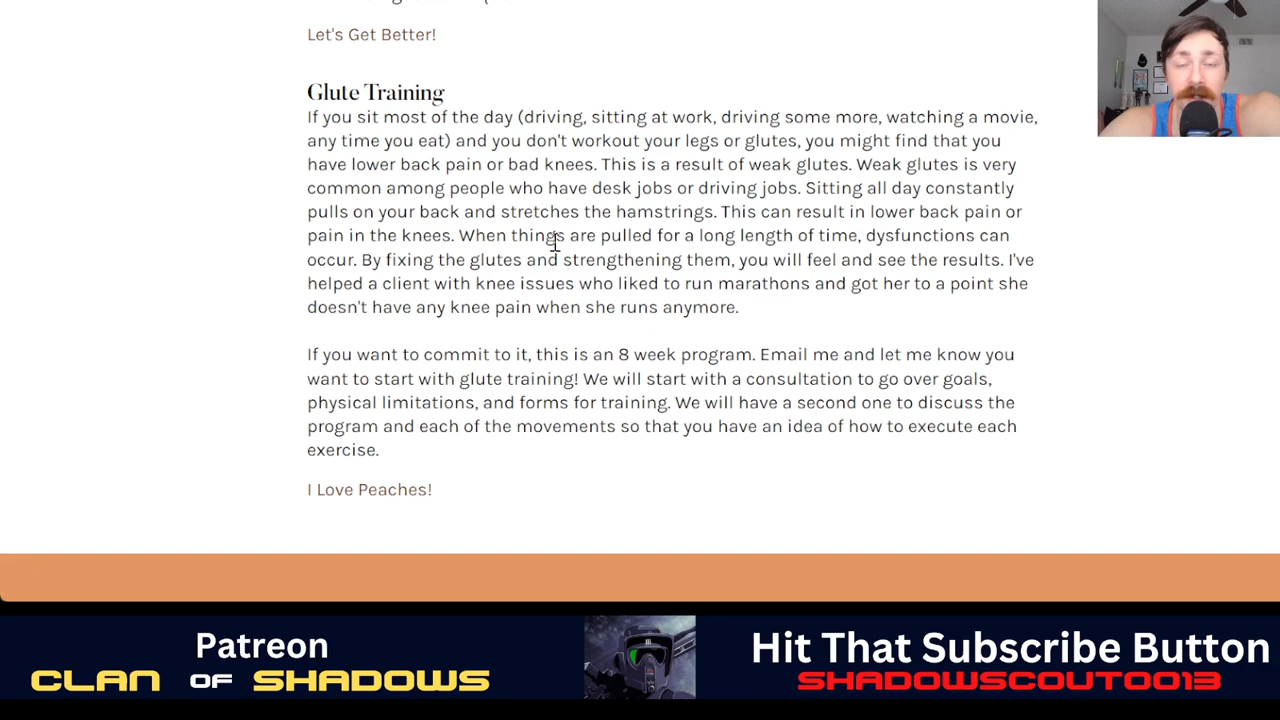 Let's Get Better!
Glute Training
If you sit most of the day (driving, sitting at work, driving some more, watching a movie,
any time you eat) and you don't workout your legs or glutes, you might find that you
have lower back pain or bad knees. This is a result of weak glutes. Weak glutes is very
common among people who have desk jobs or driving jobs. Sitting all day constantly
pulls on your back and stretches the hamstrings. This can result in lower back pain or
pain in the knees. When things are pulled for a long length of time, dysfunctions can
occur. By fixing the glutes and strengthening them, you will feel and see the results. I've
helped a client with knee issues who liked to run marathons and got her to a point she
doesn't have any knee pain when she runs anymore.
If you want to commit to it, this is an 8 week program. Email me and let me know you
want to start with glute training! We will start with a consultation to go over goals,
physical limitations, and forms for training. We will have a second one to discuss the
program and each of the movements so that you have an idea of how to execute each
exercise.
I Love Peaches!
Patreon
CLAN OF SHADOWS
Hit That Subscribe Button
SHADOWSCOUT0013